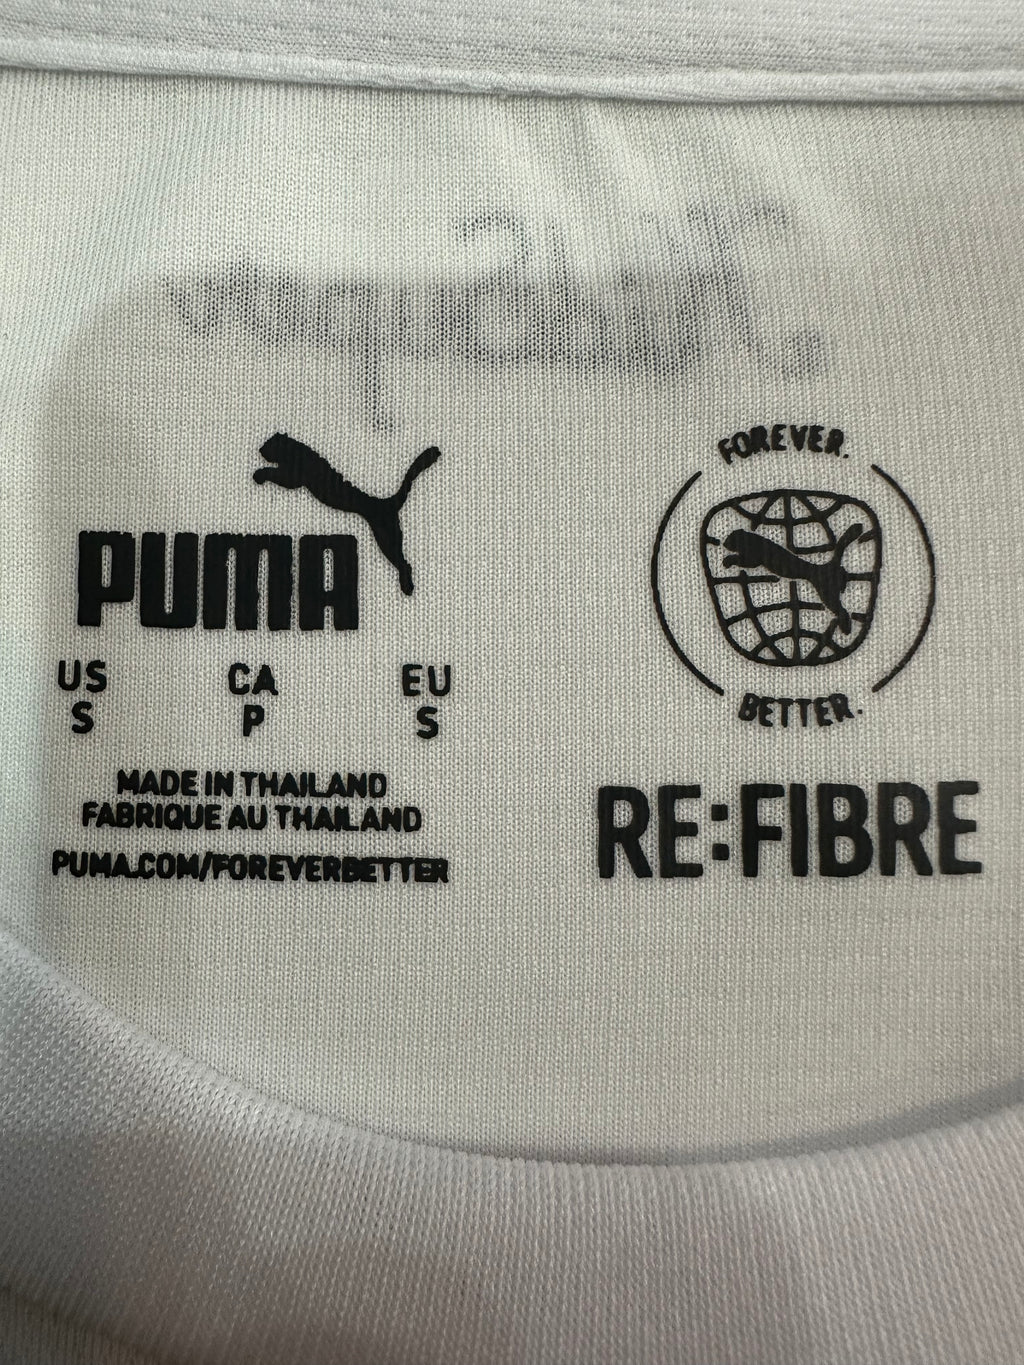 PUMA
US CA EU
S P S
MADE IN THAILAND
FABRIQUE AU THAILAND
PUMA.COM/FOREVERBETTER
FOREVER.
BETTER.
RE:FIBRE